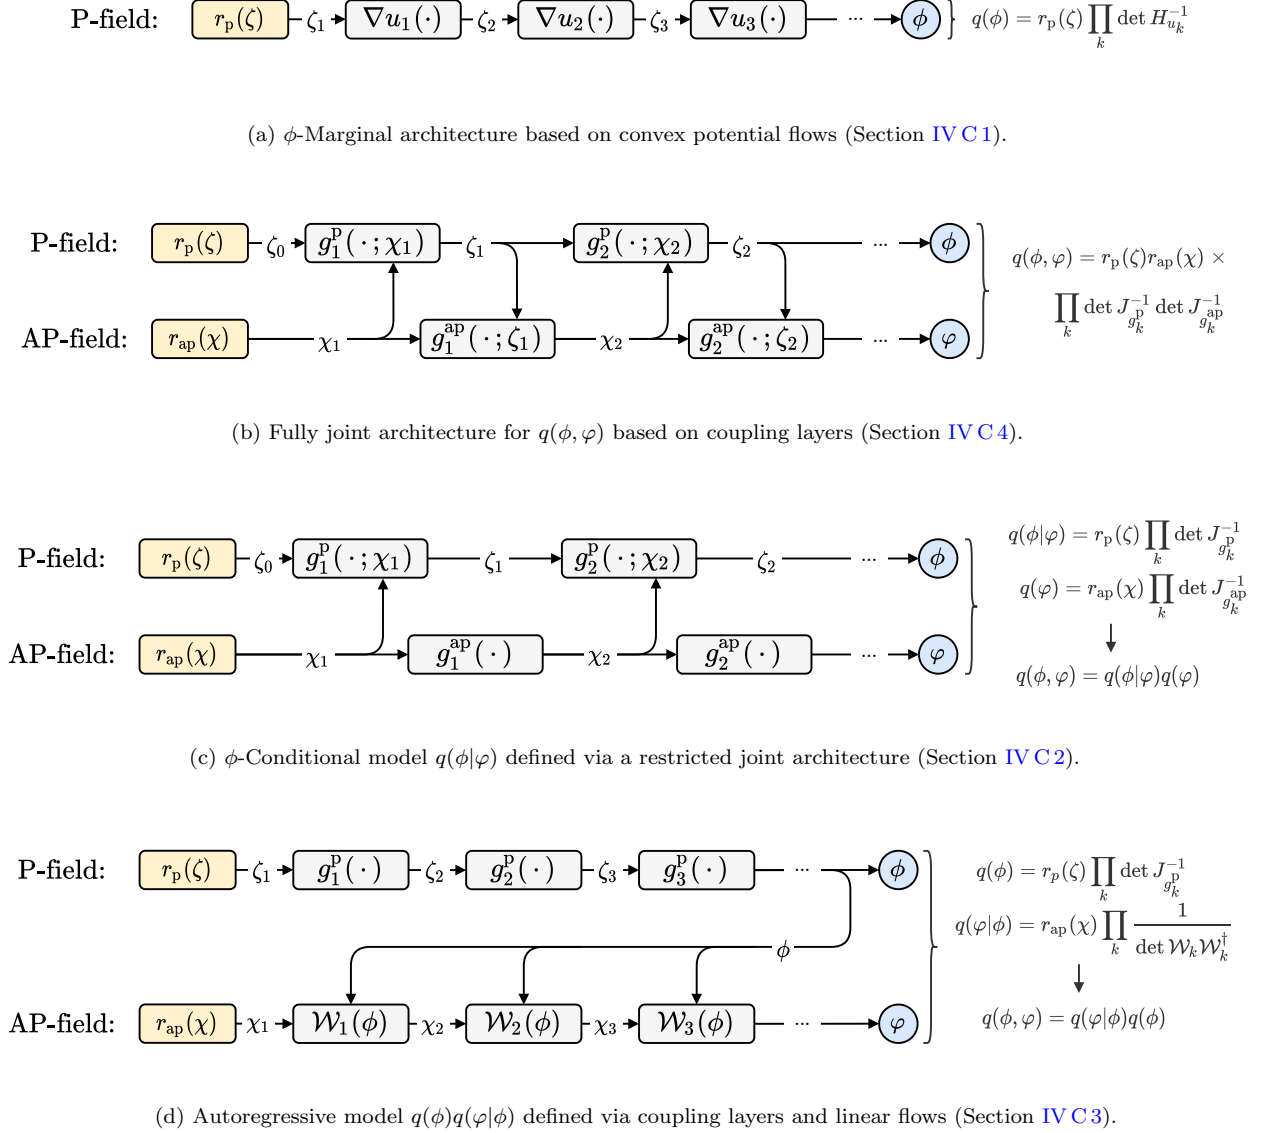 P-field: r_p(ζ) ζ_1 ∇u_1(·) ζ_2 ∇u_2(·) ζ_3 ∇u_3(·) ... ϕ q(ϕ) = r_p(ζ) ∏_k det H_{u_k}^{-1}
(a) ϕ-Marginal architecture based on convex potential flows (Section IV C 1).
P-field: r_p(ζ) ζ_0 g_1^p(·; χ_1) ζ_1 g_2^p(·; χ_2) ζ_2 ... ϕ
q(ϕ, φ) = r_p(ζ)r_ap(χ) ×
∏_k det J_{g_k^p}^{-1} det J_{g_k^ap}^{-1}
AP-field: r_ap(χ) χ_1 g_1^ap(·; ζ_1) χ_2 g_2^ap(·; ζ_2) ... φ
(b) Fully joint architecture for q(ϕ, φ) based on coupling layers (Section IV C 4).
P-field: r_p(ζ) ζ_0 g_1^p(·; χ_1) ζ_1 g_2^p(·; χ_2) ζ_2 ... ϕ
q(ϕ|φ) = r_p(ζ) ∏_k det J_{g_k^p}^{-1}
q(φ) = r_ap(χ) ∏_k det J_{g_k^ap}^{-1}
AP-field: r_ap(χ) χ_1 g_1^ap(·) χ_2 g_2^ap(·) ... φ
q(ϕ, φ) = q(ϕ|φ)q(φ)
(c) ϕ-Conditional model q(ϕ|φ) defined via a restricted joint architecture (Section IV C 2).
P-field: r_p(ζ) ζ_1 g_1^p(·) ζ_2 g_2^p(·) ζ_3 g_3^p(·) ... ϕ
q(ϕ) = r_p(ζ) ∏_k det J_{g_k^p}^{-1}
q(φ|ϕ) = r_ap(χ) ∏_k 1/(det 𝒲_k 𝒲_k^†)
ϕ
AP-field: r_ap(χ) χ_1 𝒲_1(ϕ) χ_2 𝒲_2(ϕ) χ_3 𝒲_3(ϕ) ... φ
q(ϕ, φ) = q(φ|ϕ)q(ϕ)
(d) Autoregressive model q(ϕ)q(φ|ϕ) defined via coupling layers and linear flows (Section IV C 3).